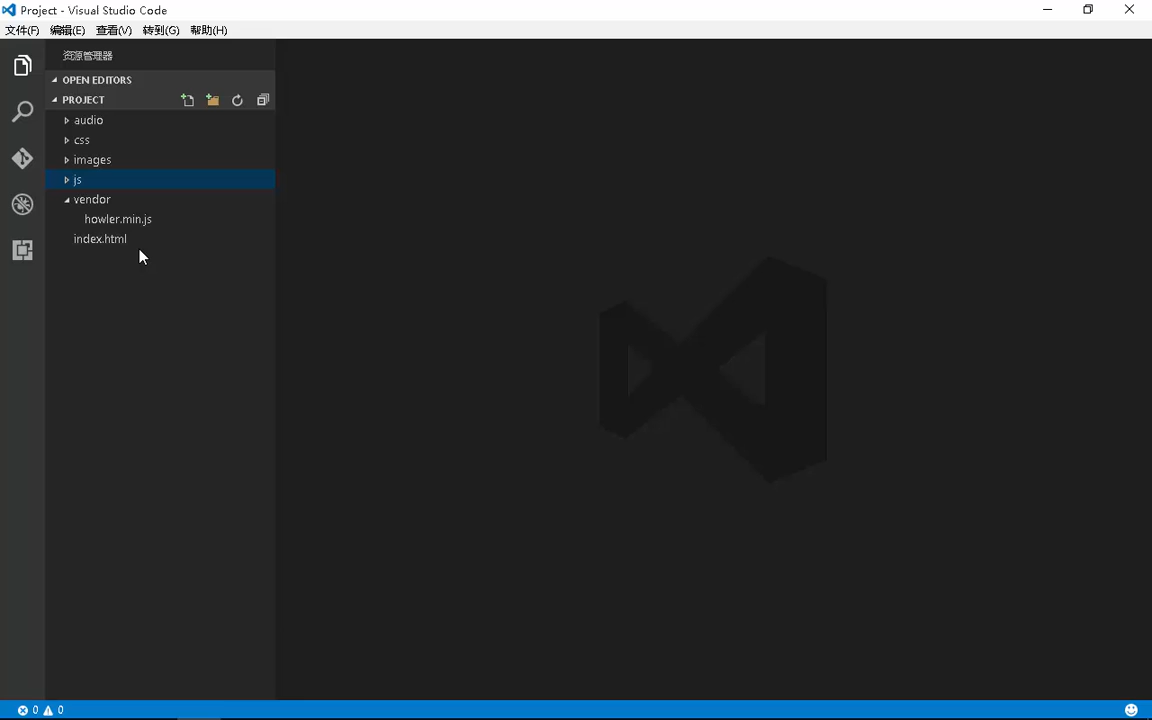 Project - Visual Studio Code
文件(F) 编辑(E) 查看(V) 转到(G) 帮助(H)
资源管理器
OPEN EDITORS
PROJECT
audio
css
images
js
vendor
howler.min.js
index.html
0 0